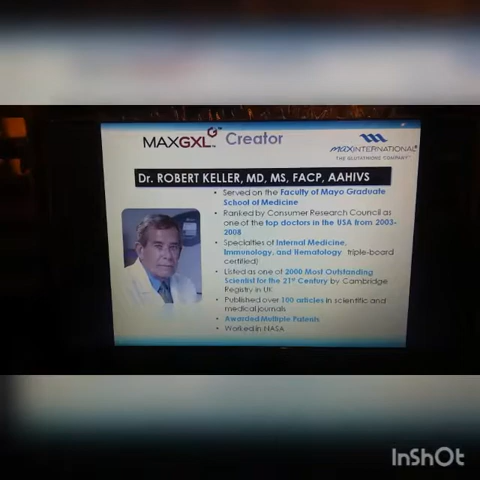 MAXGXL™ Creator
MAXINTERNATIONAL®
THE GLUTATHIONE COMPANY™
Dr. ROBERT KELLER, MD, MS, FACP, AAHIVS
• Served on the Faculty of Mayo Graduate
School of Medicine
• Ranked by Consumer Research Council as
one of the top doctors in the USA from 2003-
2008
• Specialties of Internal Medicine,
Immunology, and Hematology triple-board
certified)
• Listed as one of 2000 Most Outstanding
Scientist for the 21st Century by Cambridge
Registry in UK
• Published over 100 articles in scientific and
medical journals
• Awarded Multiple Patents
• Worked in NASA
InShOt